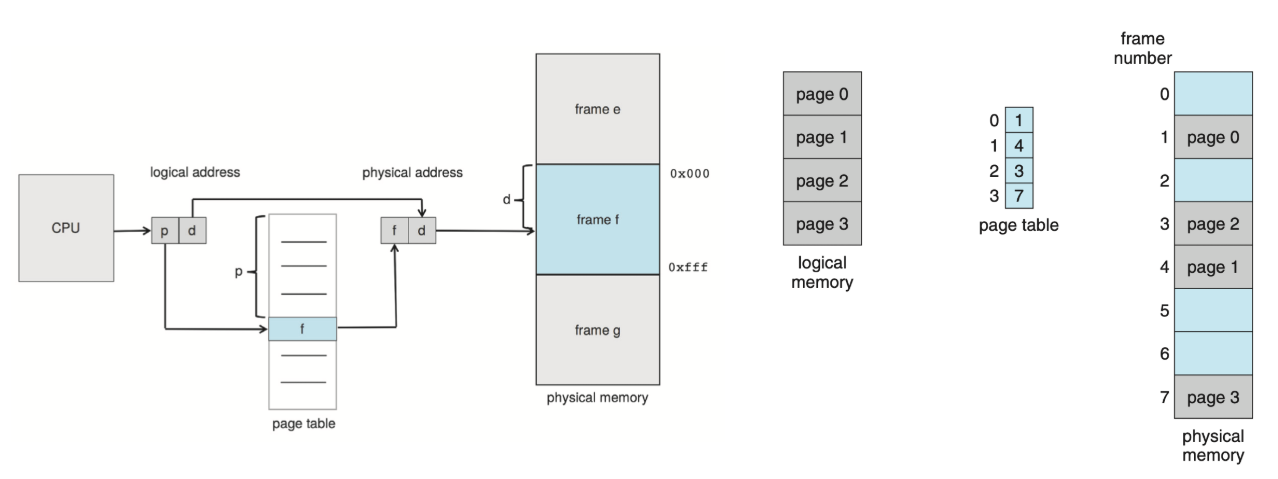 logical address
physical address
CPU
p d
f d
p
f
page table
frame e
d
0x000
frame f
0xfff
frame g
physical memory
page 0
page 1
page 2
page 3
logical
memory
0 1
1 4
2 3
3 7
page table
frame
number
0
1 page 0
2
3 page 2
4 page 1
5
6
7 page 3
physical
memory